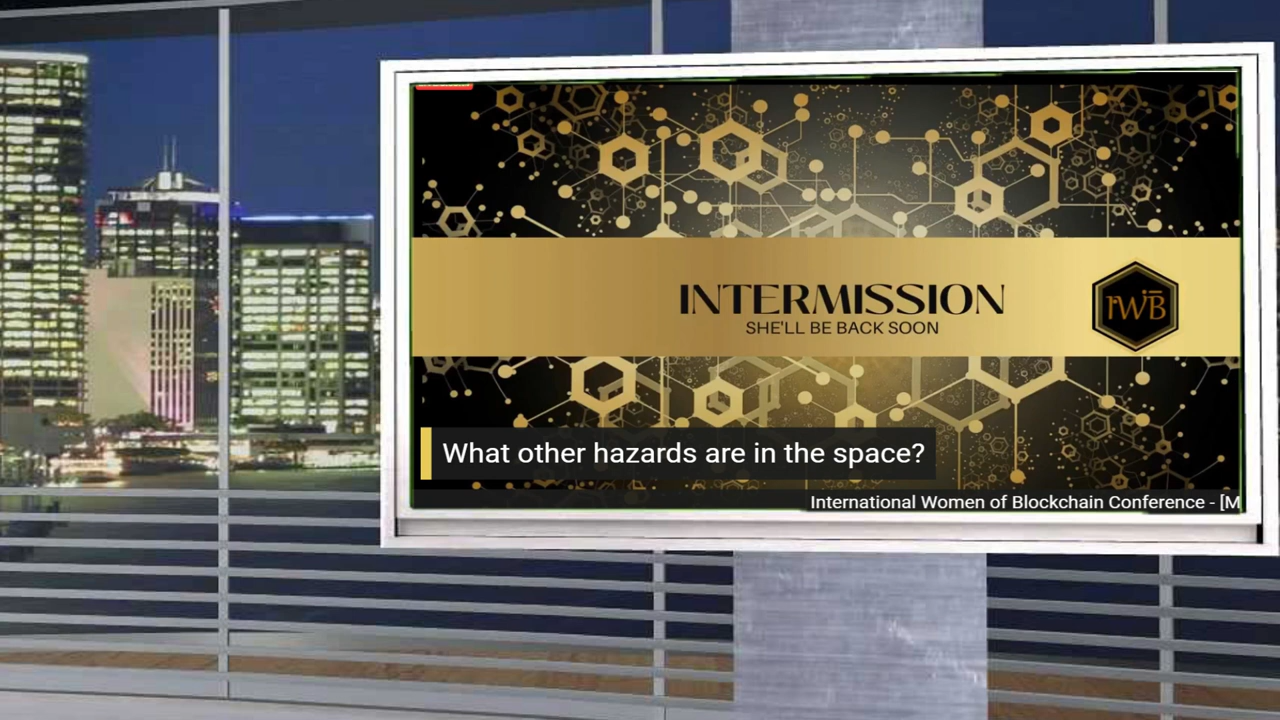 INTERMISSION
SHE'LL BE BACK SOON
IWB
What other hazards are in the space?
International Women of Blockchain Conference - [M